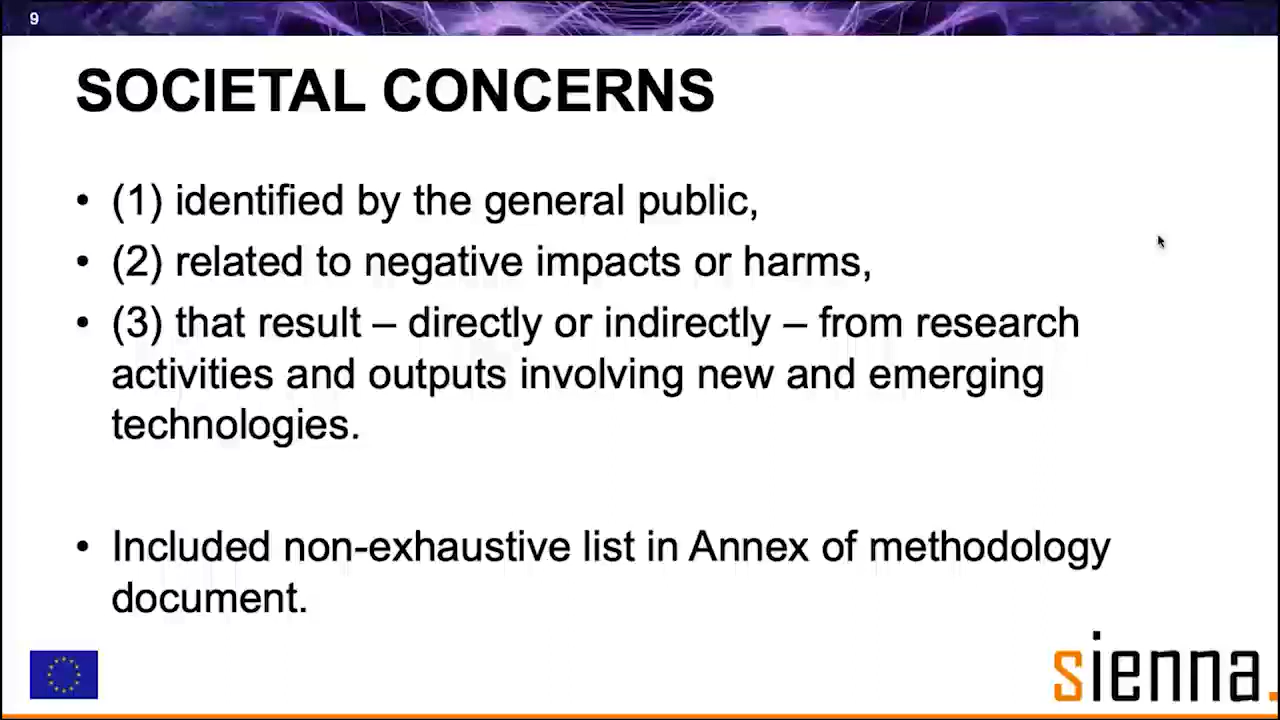 9
SOCIETAL CONCERNS
• (1) identified by the general public,
• (2) related to negative impacts or harms,
• (3) that result – directly or indirectly – from research
activities and outputs involving new and emerging
technologies.
• Included non-exhaustive list in Annex of methodology
document.
sienna.